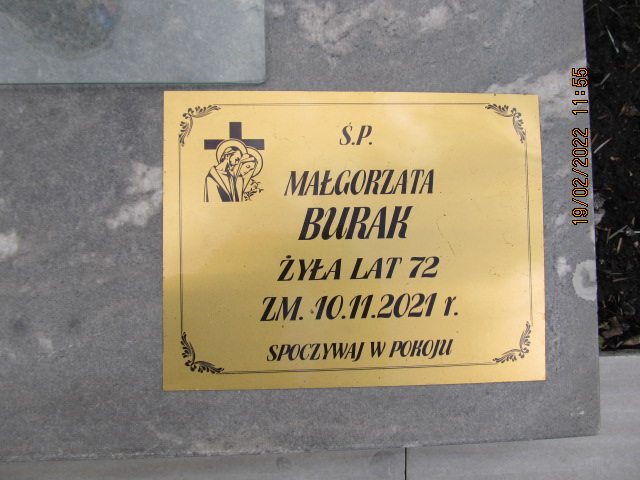 Ś.P.
MAŁGORZATA
BURAK
ŻYŁA LAT 72
ZM. 10.11.2021 r.
SPOCZYWAJ W POKOJU
19/02/2022 11:55